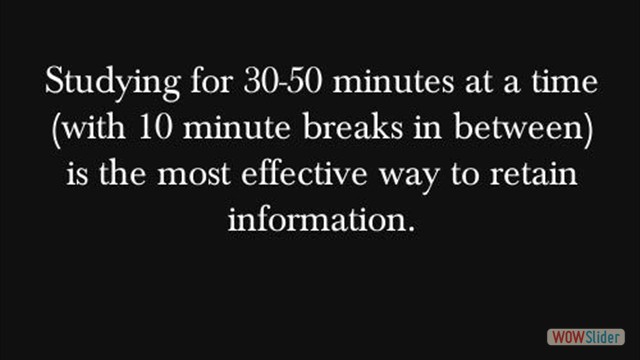 Studying for 30-50 minutes at a time
(with 10 minute breaks in between)
is the most effective way to retain
information.
WOWSlider